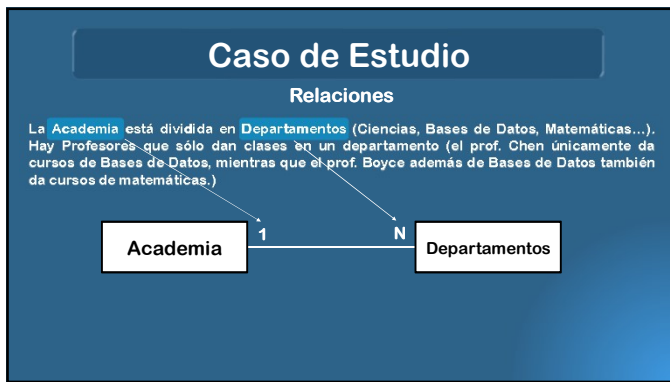 Caso de Estudio
Relaciones
La Academia está dividida en Departamentos (Ciencias, Bases de Datos, Matemáticas...).
Hay Profesores que sólo dan clases en un departamento (el prof. Chen únicamente da
cursos de Bases de Datos, mientras que el prof. Boyce además de Bases de Datos también
da cursos de matemáticas.)
1 N
Academia Departamentos